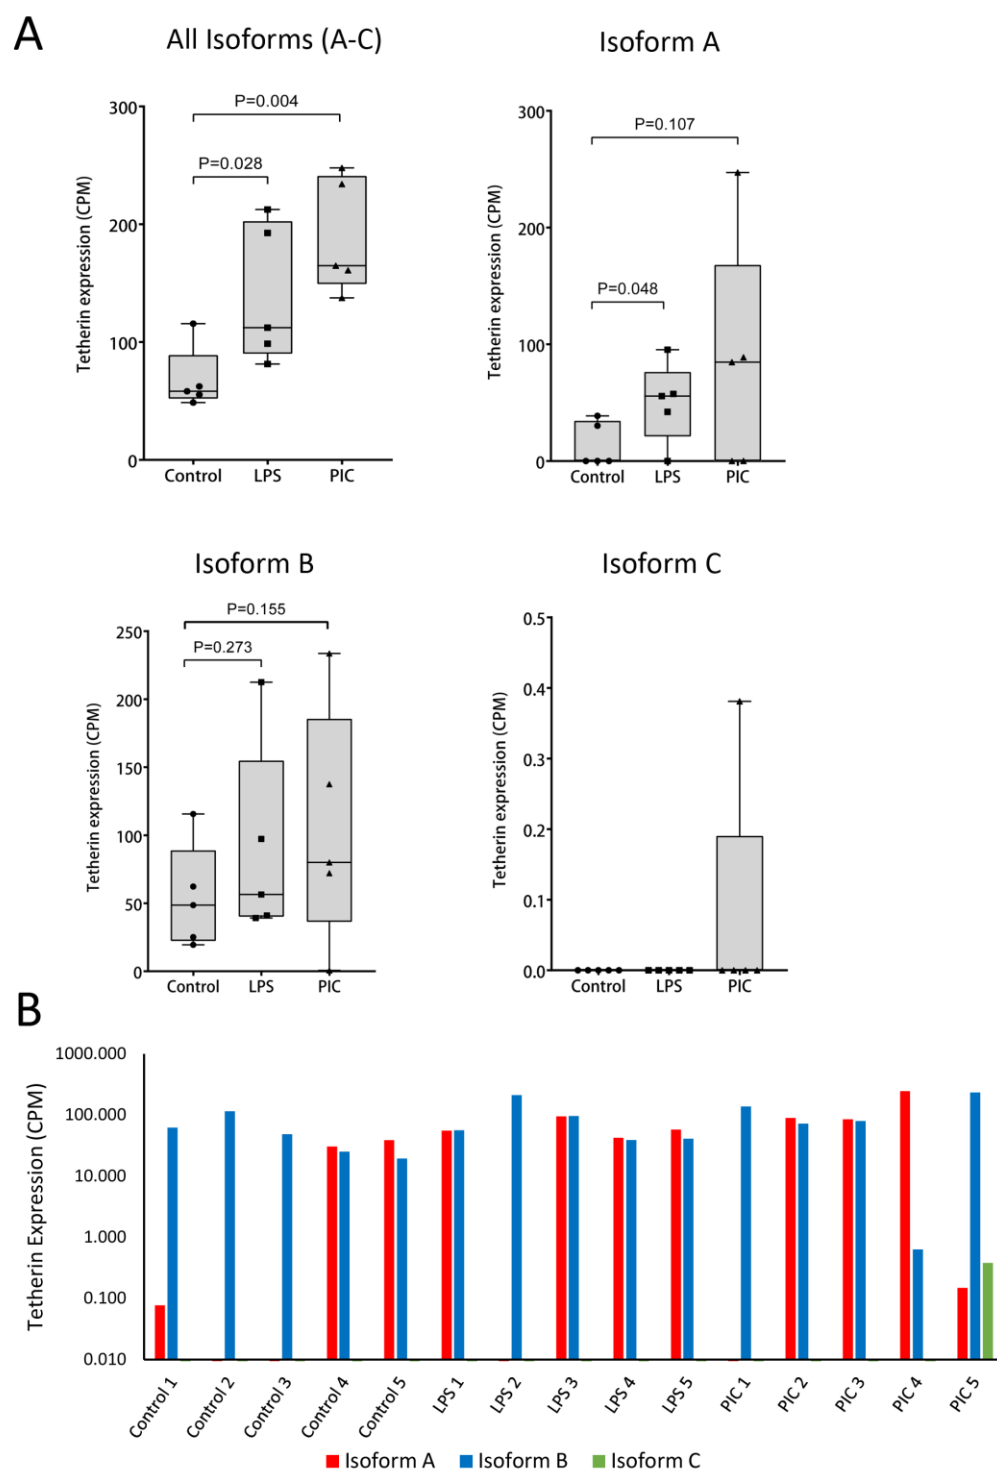 A
All Isoforms (A-C)
Isoform A
P=0.004
P=0.028
Tetherin expression (CPM)
300
200
100
0
Control
LPS
PIC
P=0.107
P=0.048
Tetherin expression (CPM)
300
200
100
0
Control
LPS
PIC
Isoform B
Isoform C
P=0.155
P=0.273
Tetherin expression (CPM)
250
200
150
100
50
0
Control
LPS
PIC
Tetherin expression (CPM)
0.5
0.4
0.3
0.2
0.1
0.0
Control
LPS
PIC
B
Tetherin Expression (CPM)
1000.000
100.000
10.000
1.000
0.100
0.010
Control 1
Control 2
Control 3
Control 4
Control 5
LPS 1
LPS 2
LPS 3
LPS 4
LPS 5
PIC 1
PIC 2
PIC 3
PIC 4
PIC 5
Isoform A
Isoform B
Isoform C